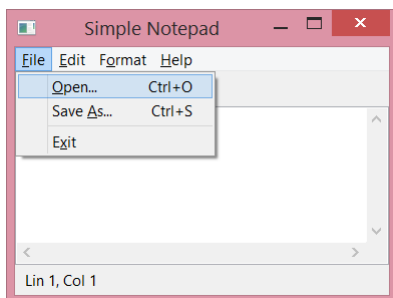 Simple Notepad
File Edit Format Help
Open... Ctrl+O
Save As... Ctrl+S
Exit
Lin 1, Col 1